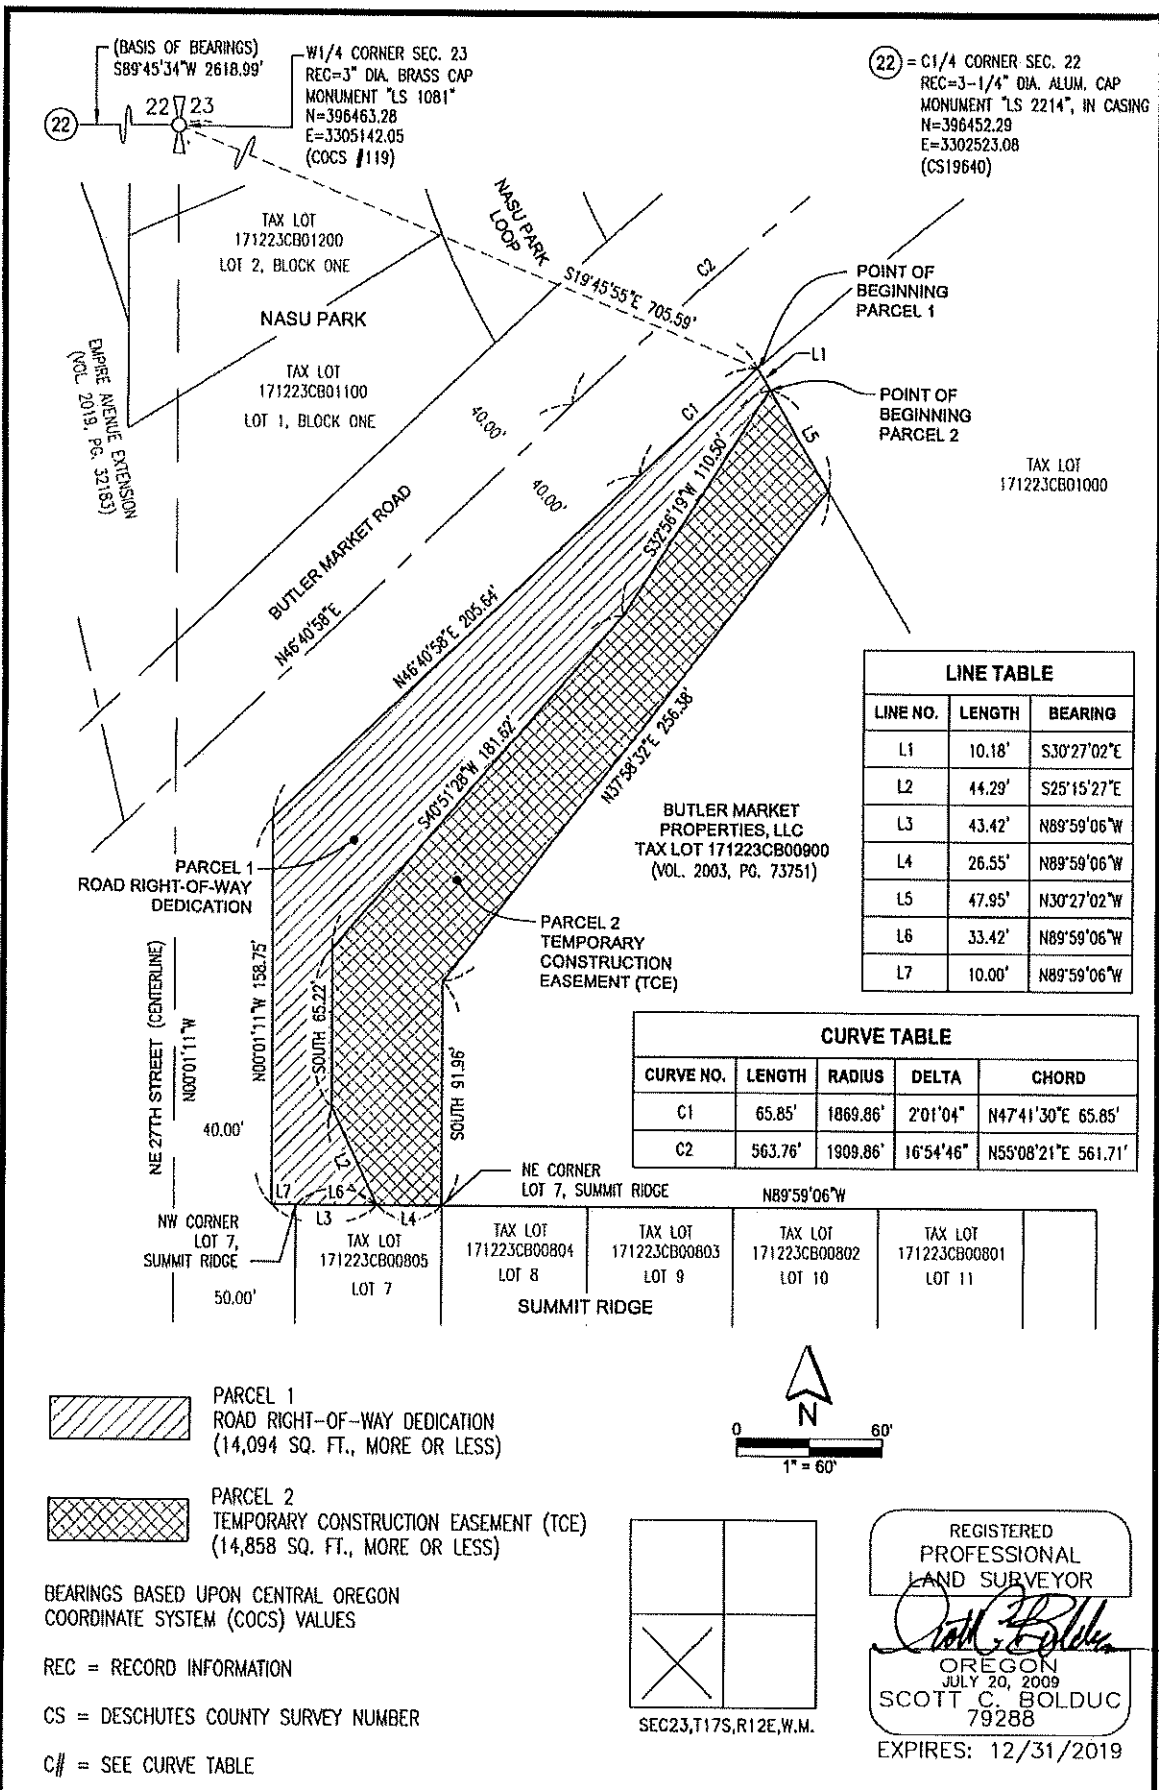 (BASIS OF BEARINGS)
S89°45'34"W 2618.99'
W1/4 CORNER SEC. 23
REC=3" DIA. BRASS CAP
MONUMENT "LS 1081"
N=396463.28
E=3305142.05
(COCS #119)
22 = C1/4 CORNER SEC. 22
REC=3-1/4" DIA. ALUM. CAP
MONUMENT "LS 2214", IN CASING
N=396452.29
E=3302523.08
(CS19640)
22
22 23
TAX LOT
171223CB01200
LOT 2, BLOCK ONE
NASU PARK
LOOP
S19°45'55"E 705.59'
C2
NASU PARK
EMPIRE AVENUE EXTENSION
(VOL. 2019, PG. 32183)
TAX LOT
171223CB01100
LOT 1, BLOCK ONE
POINT OF
BEGINNING
PARCEL 1
L1
POINT OF
BEGINNING
PARCEL 2
L5
TAX LOT
171223CB01000
C1
40.00'
40.00'
S32°56'19"W 110.50'
BUTLER MARKET ROAD
N46°40'58"E
N46°40'58"E 205.64'
S40°51'28"W 181.62'
N37°58'32"E 256.38'
LINE TABLE
LINE NO. LENGTH BEARING
L1 10.18' S30°27'02"E
L2 44.29' S25°15'27"E
L3 43.42' N89°59'06"W
L4 26.55' N89°59'06"W
L5 47.95' N30°27'02"W
L6 33.42' N89°59'06"W
L7 10.00' N89°59'06"W
BUTLER MARKET
PROPERTIES, LLC
TAX LOT 171223CB00900
(VOL. 2003, PG. 73751)
PARCEL 1
ROAD RIGHT-OF-WAY
DEDICATION
PARCEL 2
TEMPORARY
CONSTRUCTION
EASEMENT (TCE)
NE 27TH STREET (CENTERLINE)
N00°01'11"W
N00°01'11"W 158.75'
SOUTH 65.22'
SOUTH 91.96'
40.00'
CURVE TABLE
CURVE NO. LENGTH RADIUS DELTA CHORD
C1 65.85' 1869.86' 2°01'04" N47°41'30"E 65.85'
C2 563.76' 1909.86' 16°54'46" N55°08'21"E 561.71'
L2
L7
L6
L3
L4
NE CORNER
LOT 7, SUMMIT RIDGE
N89°59'06"W
NW CORNER
LOT 7,
SUMMIT RIDGE
50.00'
TAX LOT
171223CB00805
LOT 7
TAX LOT
171223CB00804
LOT 8
TAX LOT
171223CB00803
LOT 9
TAX LOT
171223CB00802
LOT 10
TAX LOT
171223CB00801
LOT 11
SUMMIT RIDGE
PARCEL 1
ROAD RIGHT-OF-WAY DEDICATION
(14,094 SQ. FT., MORE OR LESS)
N
0 60'
1" = 60'
PARCEL 2
TEMPORARY CONSTRUCTION EASEMENT (TCE)
(14,858 SQ. FT., MORE OR LESS)
BEARINGS BASED UPON CENTRAL OREGON
COORDINATE SYSTEM (COCS) VALUES
REC = RECORD INFORMATION
CS = DESCHUTES COUNTY SURVEY NUMBER
C# = SEE CURVE TABLE
SEC23,T17S,R12E,W.M.
REGISTERED
PROFESSIONAL
LAND SURVEYOR
Scott C. Bolduc
OREGON
JULY 20, 2009
SCOTT C. BOLDUC
79288
EXPIRES: 12/31/2019